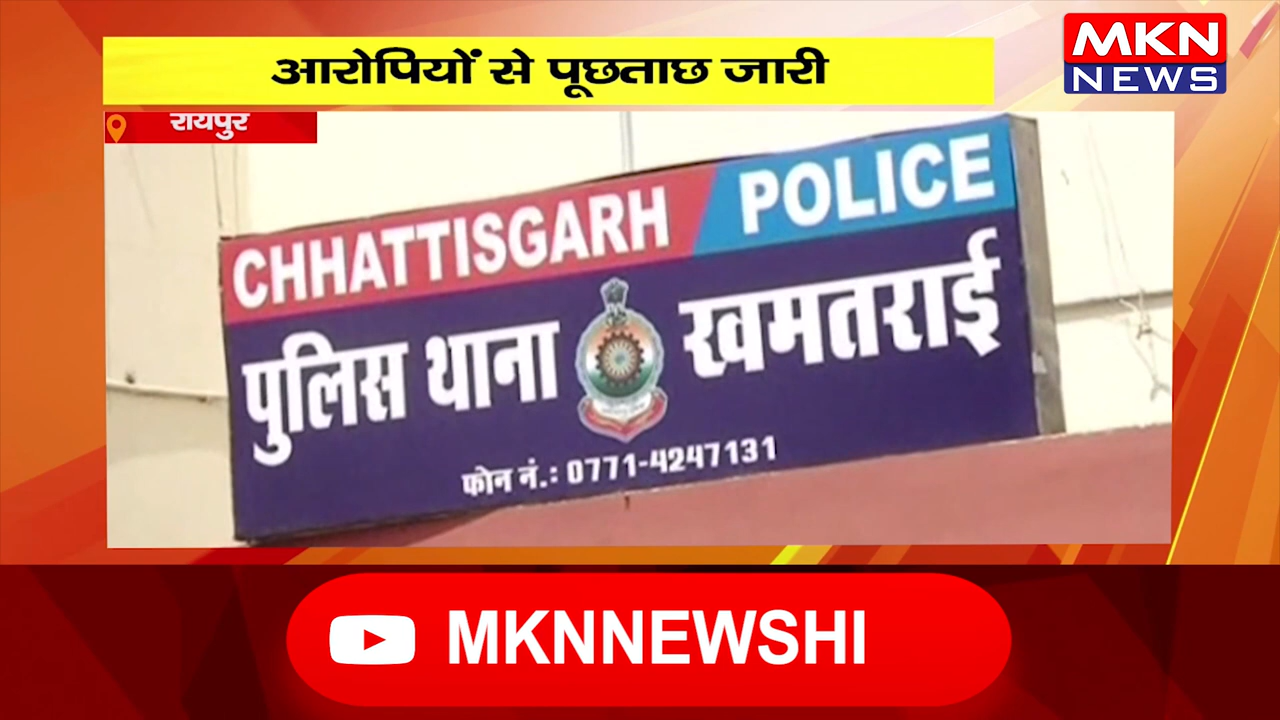 आरोपियों से पूछताछ जारी
MKN
NEWS
रायपुर
CHHATTISGARH POLICE
पुलिस थाना खमतराई
फोन नं.: 0771-4247131
MKNNEWSHI